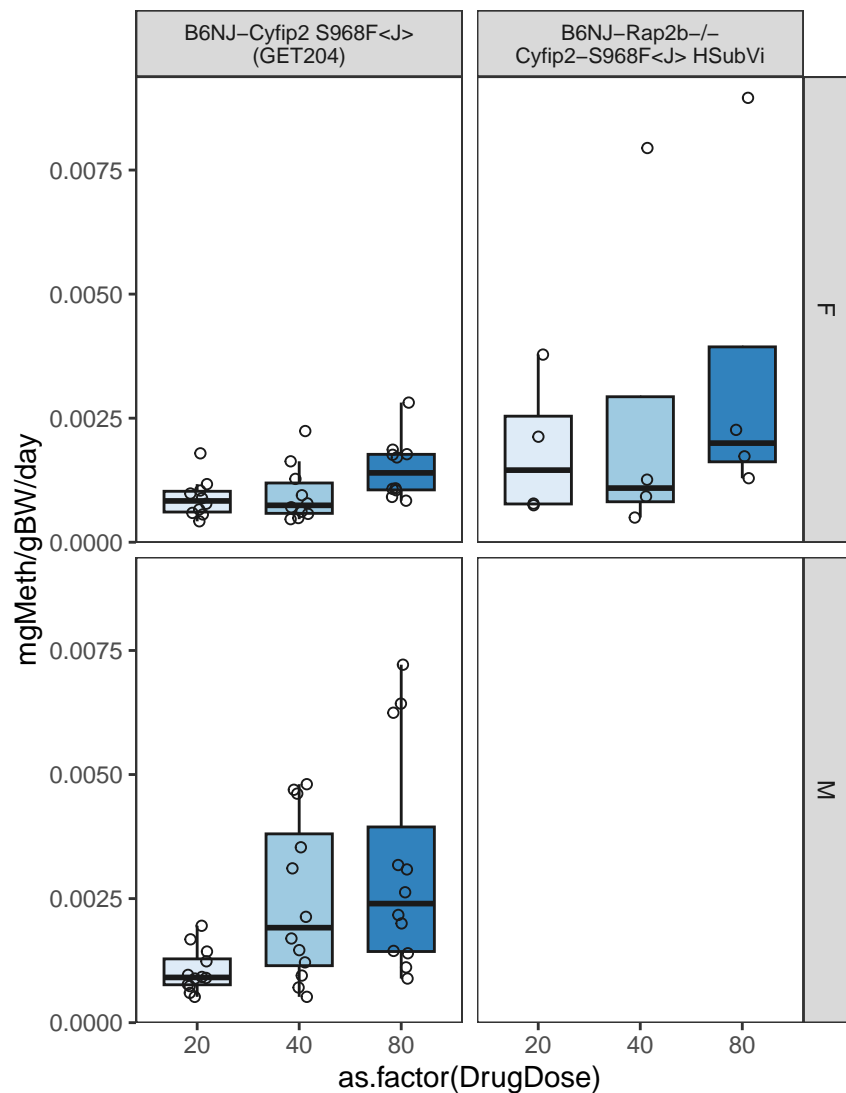 B6NJ−Cyfip2 S968F<J>
(GET204)
B6NJ−Rap2b−/−
Cyfip2−S968F<J> HSubVi
mgMeth/gBW/day
0.0075
0.0050
0.0025
0.0000
F
0.0075
0.0050
0.0025
0.0000
M
20 40 80 20 40 80
as.factor(DrugDose)